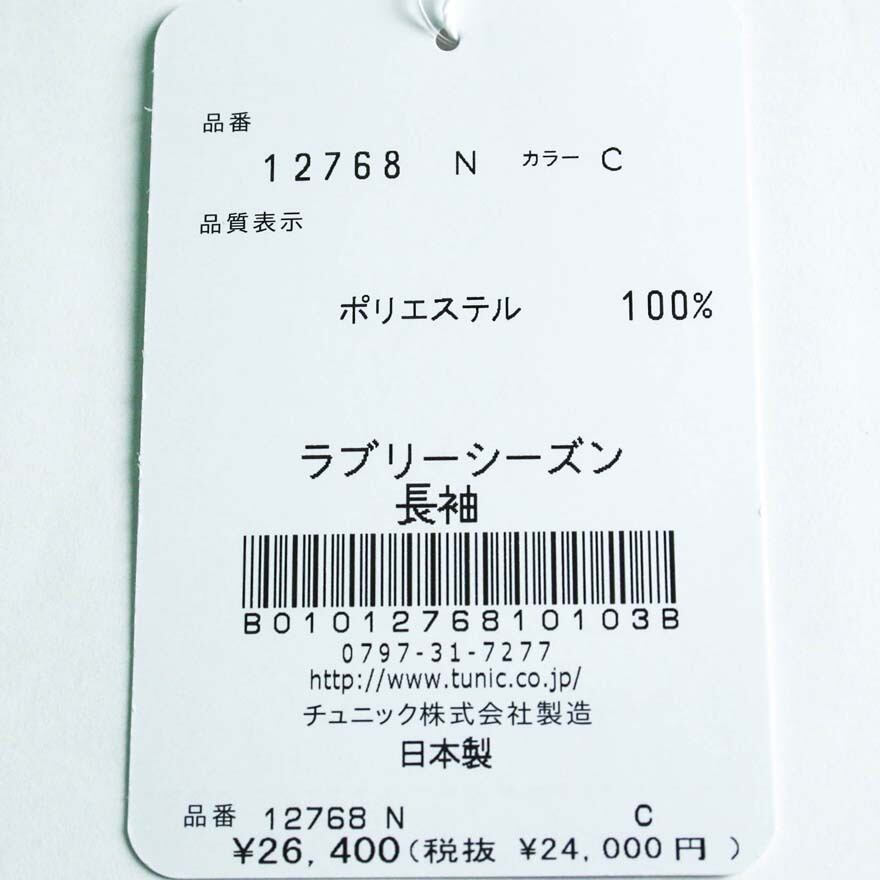 品番
12768 N カラー C
品質表示
ポリエステル 100%
ラブリーシーズン
長袖
B0101276810103B
0797-31-7277
http://www.tunic.co.jp/
チュニック株式会社製造
日本製
品番 12768 N C
¥26,400(税抜 ¥24,000円 )